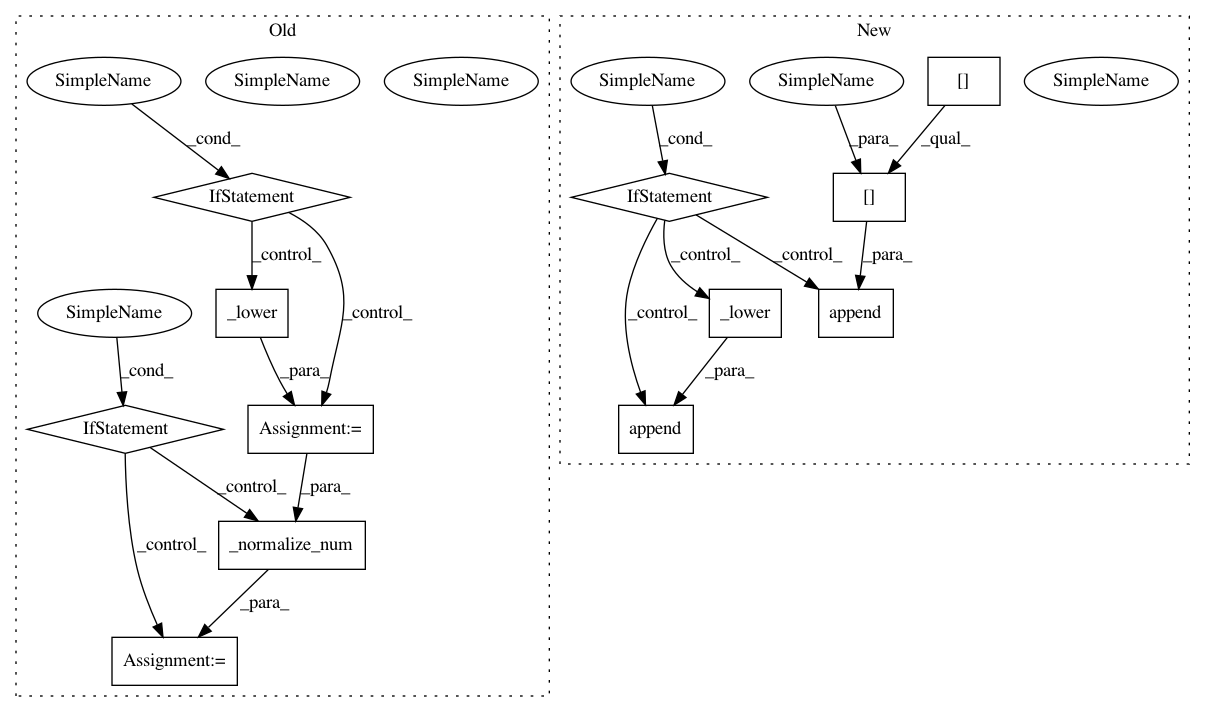 Old
New
SimpleName
SimpleName
SimpleName
SimpleName
SimpleName
[]
SimpleName
_cond_
_cond_
_para_
_qual_
IfStatement
IfStatement
[]
_control_
_control_
_control_
_control_
_control_
_para_
SimpleName
_lower
_lower
append
_cond_
_para_
_para_
IfStatement
Assignment:=
append
_control_
_control_
_para_
_normalize_num
_para_
Assignment:=